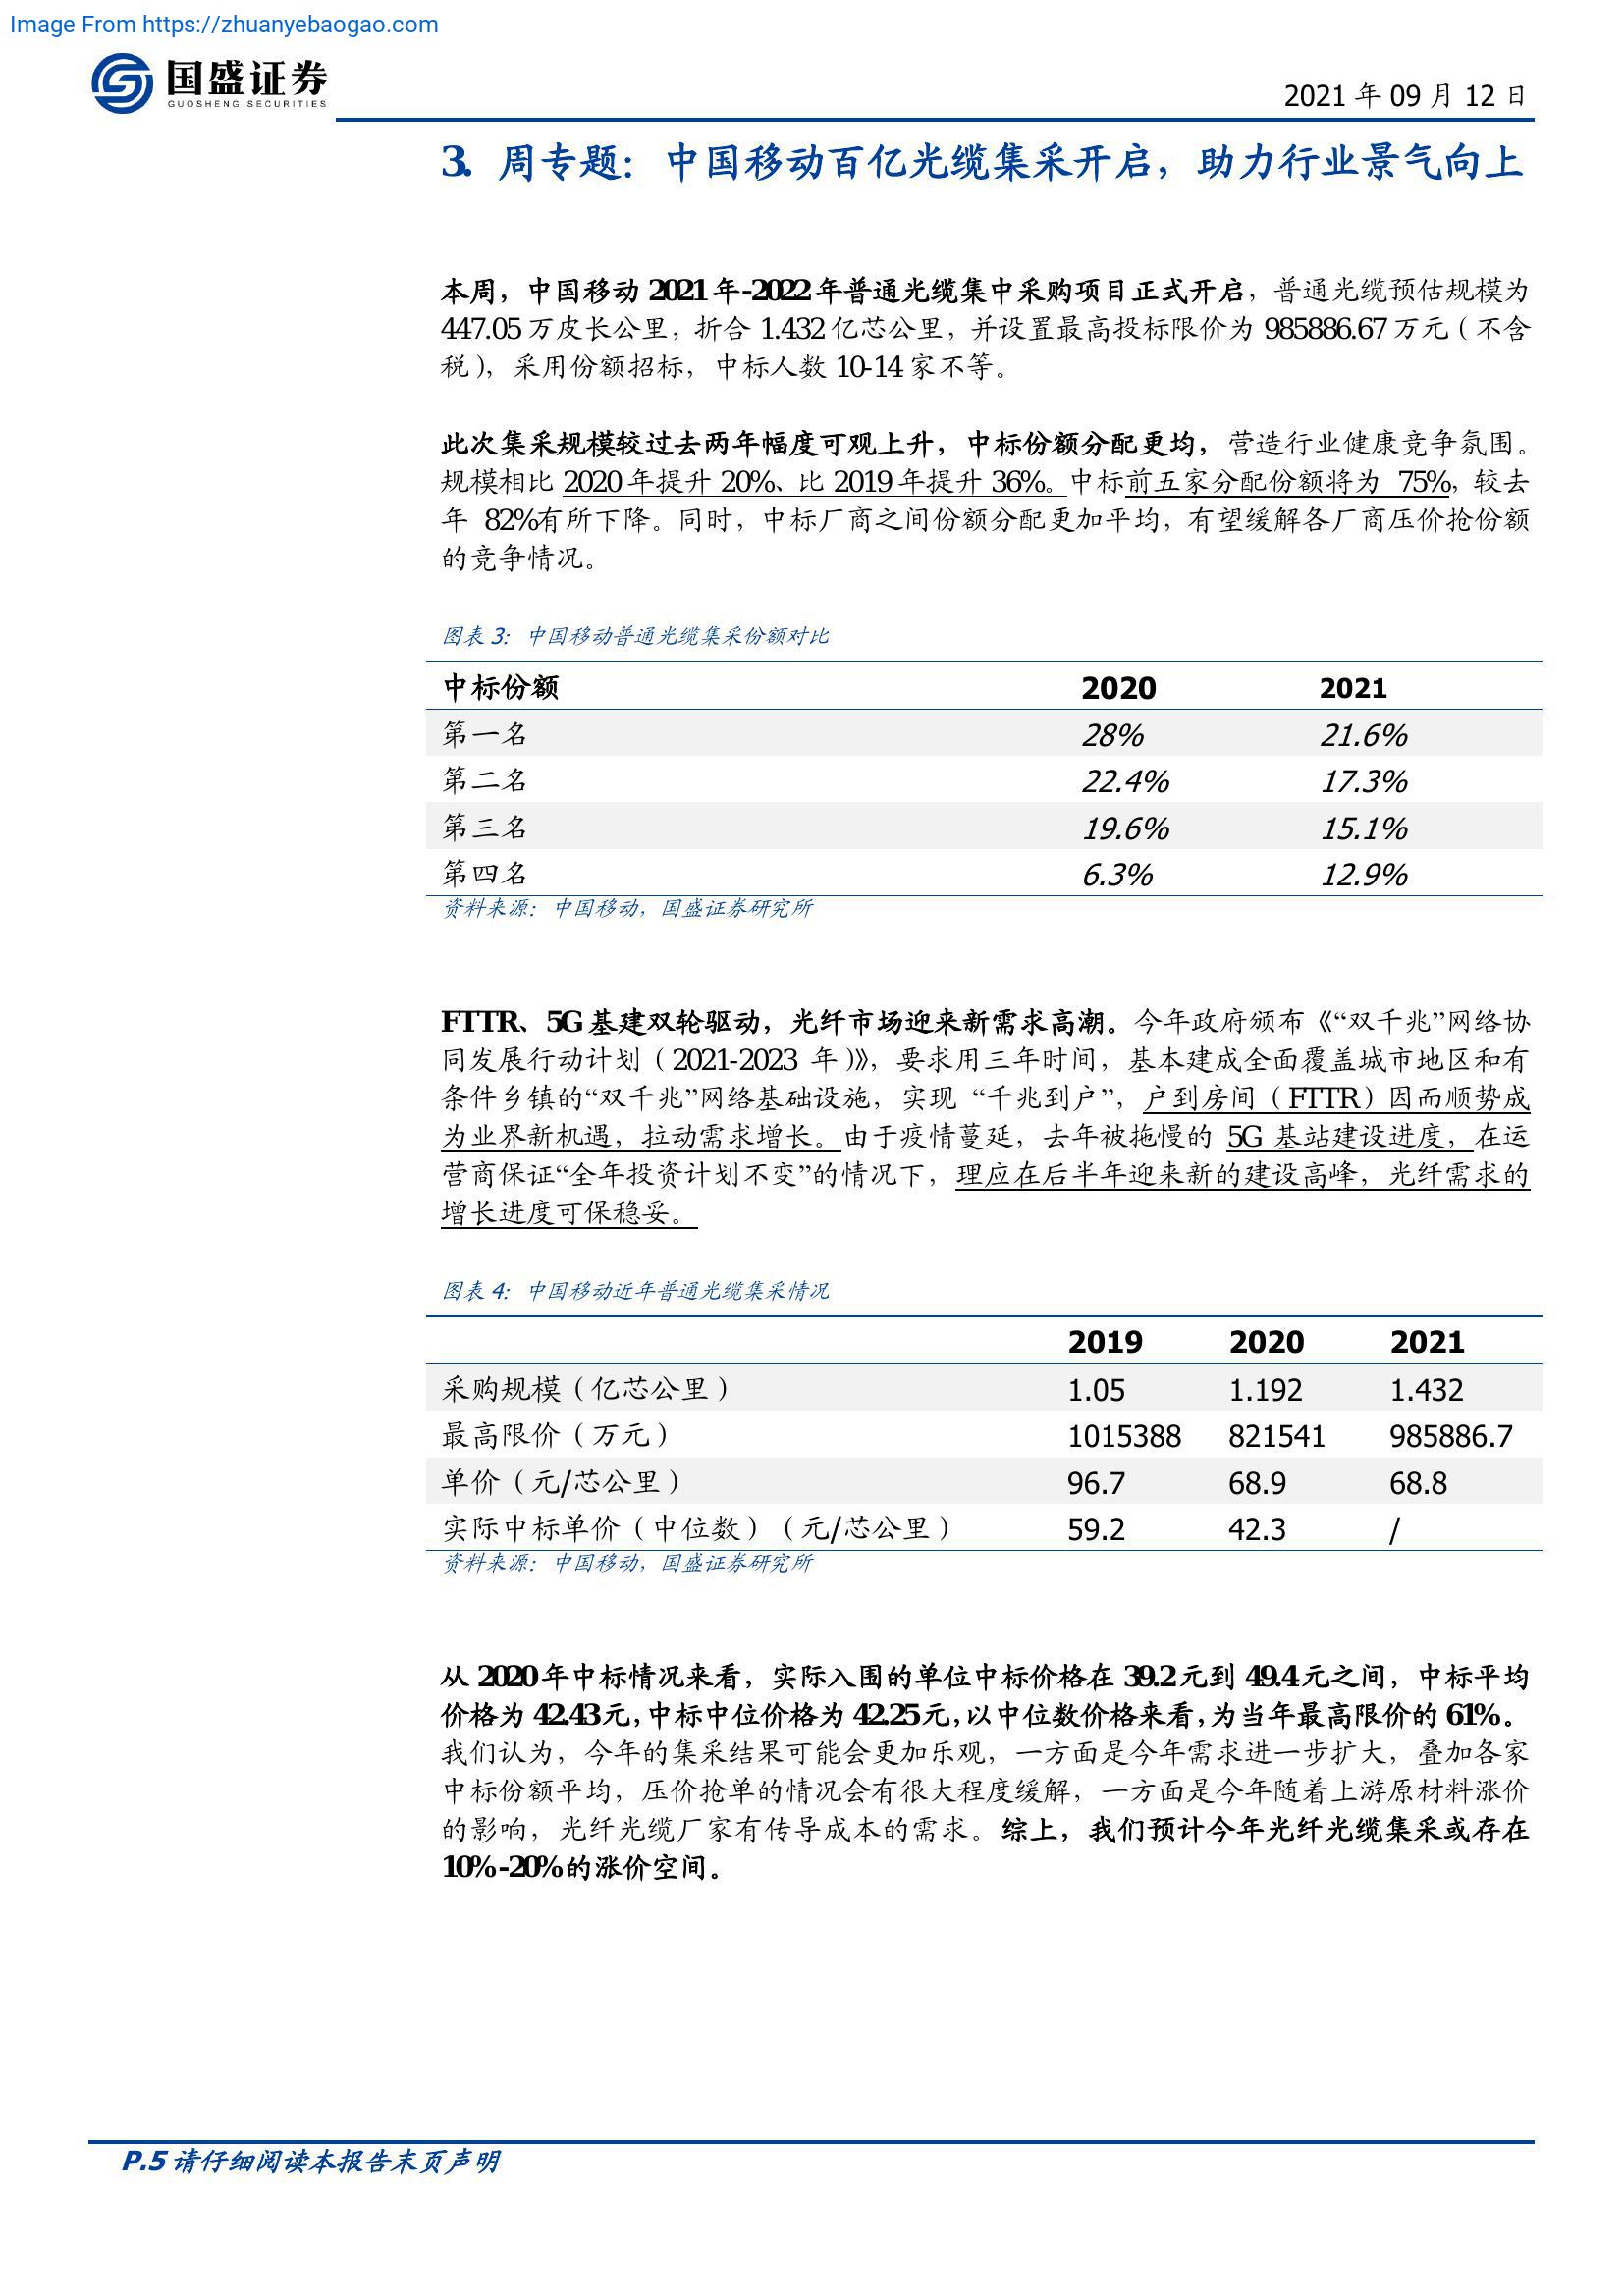 Image From https://zhuanyebaogao.com
国盛证券
GUOSHENG SECURITIES
2021 年 09 月 12 日
3. 周专题：中国移动百亿光缆集采开启，助力行业景气向上
本周，中国移动 2021 年-2022 年普通光缆集中采购项目正式开启，普通光缆预估规模为
447.05 万皮长公里，折合 1.432 亿芯公里，并设置最高投标限价为 985886.67 万元（不含
税），采用份额招标，中标人数 10-14 家不等。
此次集采规模较过去两年幅度可观上升，中标份额分配更均，营造行业健康竞争氛围。
规模相比 2020 年提升 20%、比 2019 年提升 36%。中标前五家分配份额将为 75%，较去
年 82%有所下降。同时，中标厂商之间份额分配更加平均，有望缓解各厂商压价抢份额
的竞争情况。
图表 3：中国移动普通光缆集采份额对比
中标份额 2020 2021
第一名 28% 21.6%
第二名 22.4% 17.3%
第三名 19.6% 15.1%
第四名 6.3% 12.9%
资料来源：中国移动，国盛证券研究所
FTTR、5G 基建双轮驱动，光纤市场迎来新需求高潮。今年政府颁布《“双千兆”网络协
同发展行动计划（2021-2023 年）》，要求用三年时间，基本建成全面覆盖城市地区和有
条件乡镇的“双千兆”网络基础设施，实现 “千兆到户”，户到房间（FTTR）因而顺势成
为业界新机遇，拉动需求增长。由于疫情蔓延，去年被拖慢的 5G 基站建设进度，在运
营商保证“全年投资计划不变”的情况下，理应在后半年迎来新的建设高峰，光纤需求的
增长进度可保稳妥。
图表 4：中国移动近年普通光缆集采情况
2019 2020 2021
采购规模（亿芯公里） 1.05 1.192 1.432
最高限价（万元） 1015388 821541 985886.7
单价（元/芯公里） 96.7 68.9 68.8
实际中标单价（中位数）（元/芯公里） 59.2 42.3 /
资料来源：中国移动，国盛证券研究所
从 2020 年中标情况来看，实际入围的单位中标价格在 39.2 元到 49.4 元之间，中标平均
价格为 42.43 元，中标中位价格为 42.25 元，以中位数价格来看，为当年最高限价的 61%。
我们认为，今年的集采结果可能会更加乐观，一方面是今年需求进一步扩大，叠加各家
中标份额平均，压价抢单的情况会有很大程度缓解，一方面是今年随着上游原材料涨价
的影响，光纤光缆厂家有传导成本的需求。综上，我们预计今年光纤光缆集采或存在
10%-20%的涨价空间。
P.5 请仔细阅读本报告末页声明